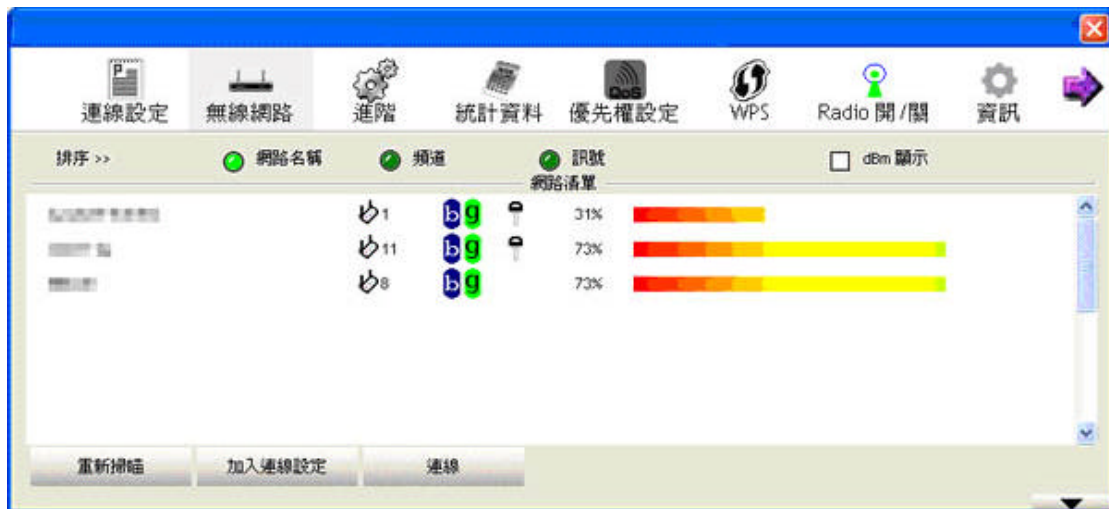 連線設定 無線網路 進階 統計資料 優先權設定 WPS Radio 開/關 資訊
QoS
排序 >> 網路名稱 頻道 訊號 dBm 顯示
網路清單
1 b g 31%
11 b g 73%
8 b g 73%
重新掃瞄 加入連線設定 連線